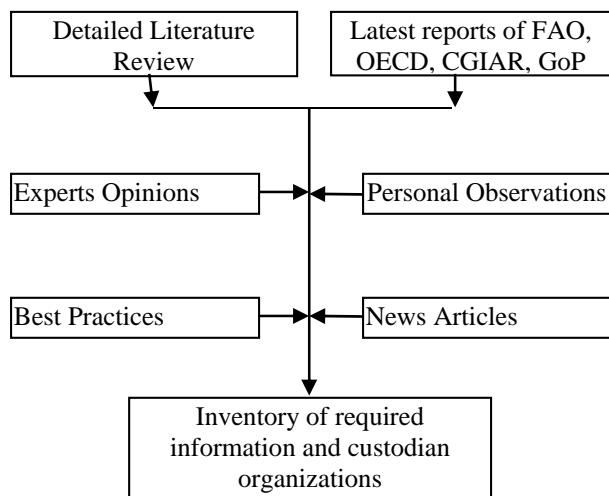 Detailed Literature
Review
Latest reports of FAO,
OECD, CGIAR, GoP
Experts Opinions
Personal Observations
Best Practices
News Articles
Inventory of required
information and custodian
organizations